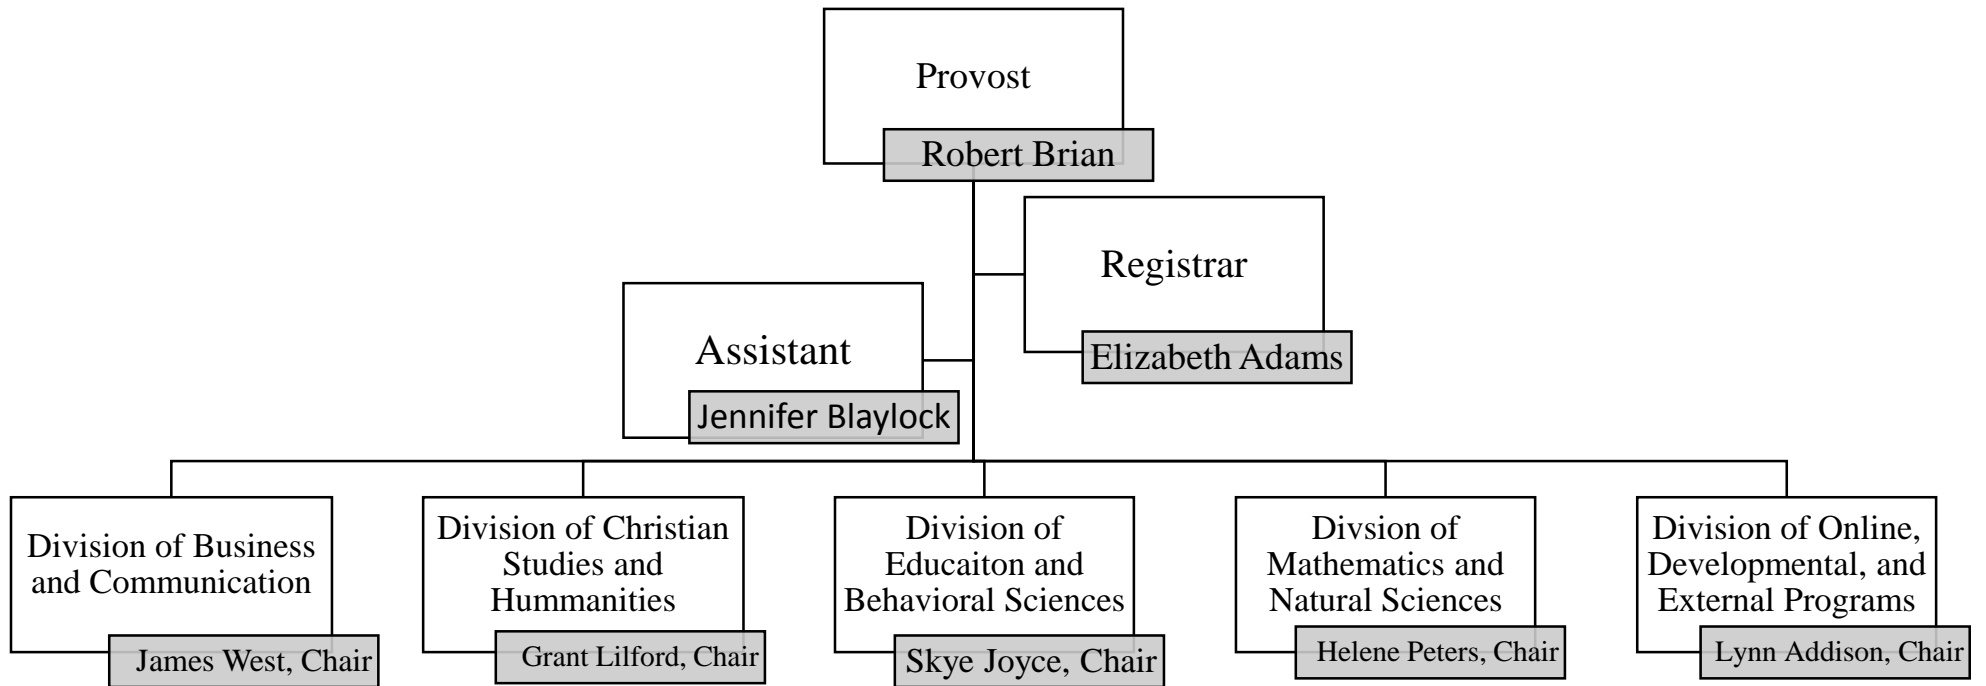 Provost
Robert Brian
Registrar
Elizabeth Adams
Assistant
Jennifer Blaylock
Division of Business
and Communication
James West, Chair
Division of Christian
Studies and
Hummanities
Grant Lilford, Chair
Division of
Educaiton and
Behavioral Sciences
Skye Joyce, Chair
Divsion of
Mathematics and
Natural Sciences
Helene Peters, Chair
Division of Online,
Developmental, and
External Programs
Lynn Addison, Chair